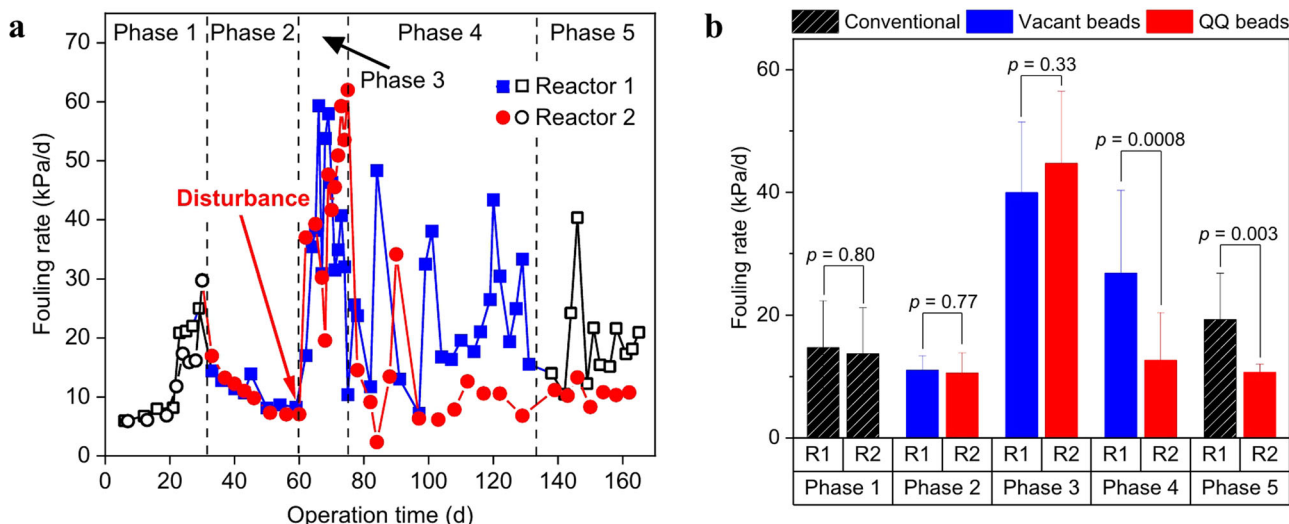 a
Phase 1
Phase 2
Phase 4
Phase 5
Phase 3
Reactor 1
Reactor 2
Disturbance
Fouling rate (kPa/d)
70
60
50
40
30
20
10
0
0
20
40
60
80
100
120
140
160
Operation time (d)
b
Conventional
Vacant beads
QQ beads
Fouling rate (kPa/d)
60
40
20
0
p = 0.80
p = 0.77
p = 0.33
p = 0.0008
p = 0.003
R1 R2 R1 R2 R1 R2 R1 R2 R1 R2
Phase 1 Phase 2 Phase 3 Phase 4 Phase 5